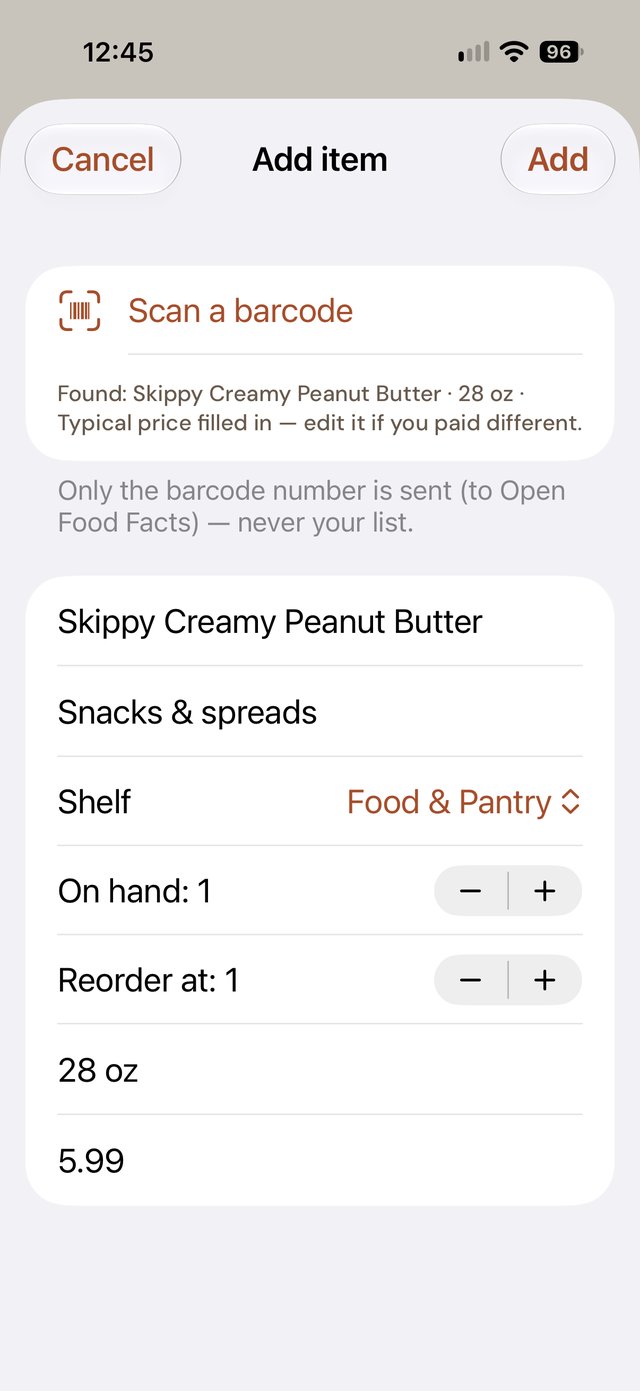 12:45
96
Cancel
Add item
Add
Scan a barcode
Found: Skippy Creamy Peanut Butter · 28 oz ·
Typical price filled in — edit it if you paid different.
Only the barcode number is sent (to Open
Food Facts) — never your list.
Skippy Creamy Peanut Butter
Snacks & spreads
Shelf
Food & Pantry
On hand: 1
Reorder at: 1
28 oz
5.99